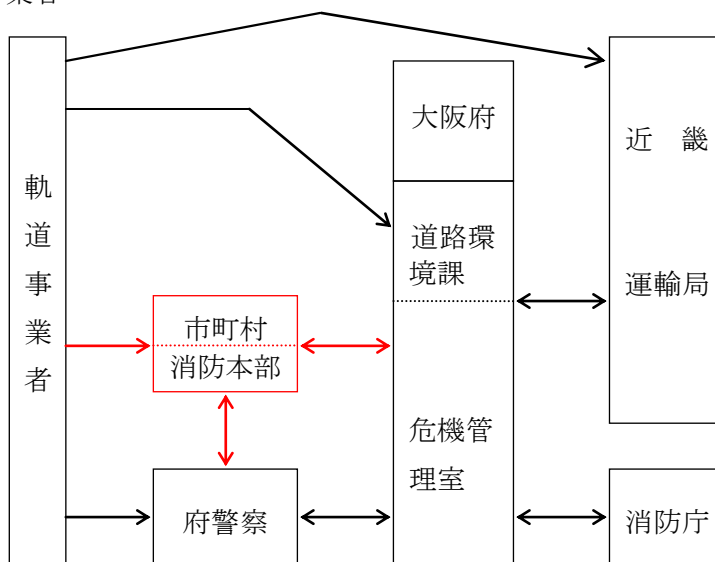 軌道事業者
市町村
消防本部
府警察
大阪府
道路環
境課
危機管
理室
近　畿
運輸局
消防庁